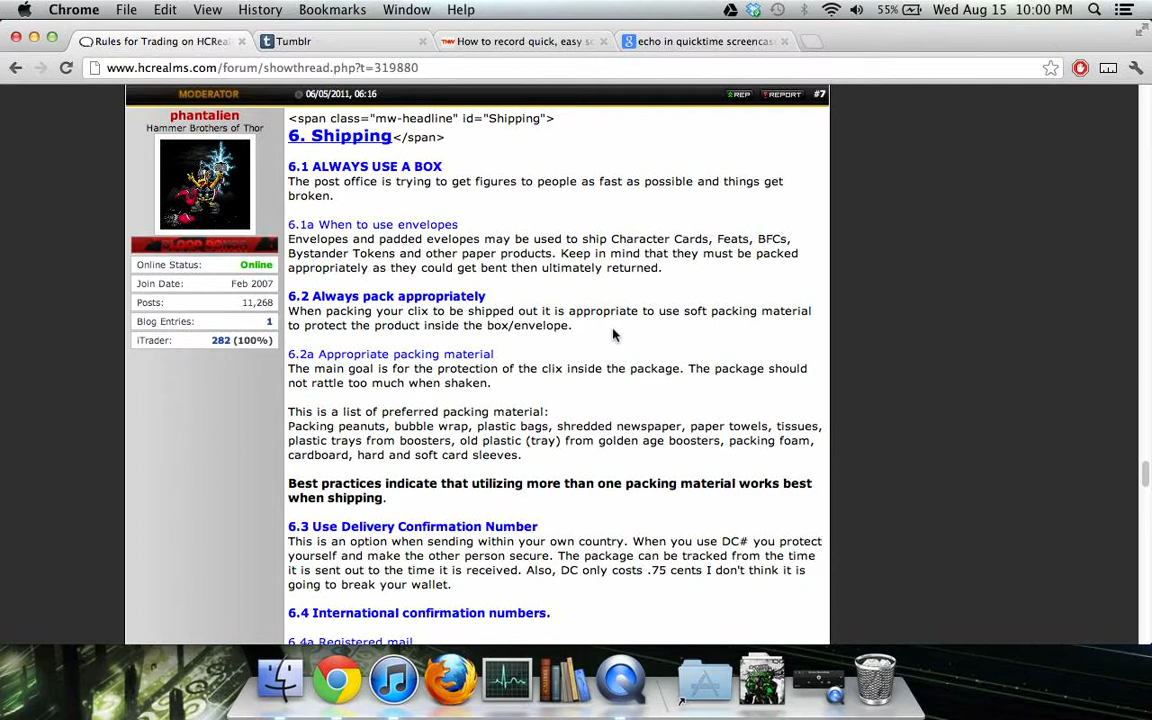 Chrome File Edit View History Bookmarks Window Help 55% Wed Aug 15 10:00 PM
Rules for Trading on HCReal Tumblr How to record quick, easy sc echo in quicktime screencas
www.hcrealms.com/forum/showthread.php?t=319880
MODERATOR 06/05/2011, 06:16 REP REPORT #7
phantalien
Hammer Brothers of Thor
Online Status: Online
Join Date: Feb 2007
Posts: 11,268
Blog Entries: 1
iTrader: 282 (100%)
<span class="mw-headline" id="Shipping">
6. Shipping</span>
6.1 ALWAYS USE A BOX
The post office is trying to get figures to people as fast as possible and things get
broken.
6.1a When to use envelopes
Envelopes and padded evelopes may be used to ship Character Cards, Feats, BFCs,
Bystander Tokens and other paper products. Keep in mind that they must be packed
appropriately as they could get bent then ultimately returned.
6.2 Always pack appropriately
When packing your clix to be shipped out it is appropriate to use soft packing material
to protect the product inside the box/envelope.
6.2a Appropriate packing material
The main goal is for the protection of the clix inside the package. The package should
not rattle too much when shaken.
This is a list of preferred packing material:
Packing peanuts, bubble wrap, plastic bags, shredded newspaper, paper towels, tissues,
plastic trays from boosters, old plastic (tray) from golden age boosters, packing foam,
cardboard, hard and soft card sleeves.
Best practices indicate that utilizing more than one packing material works best
when shipping.
6.3 Use Delivery Confirmation Number
This is an option when sending within your own country. When you use DC# you protect
yourself and make the other person secure. The package can be tracked from the time
it is sent out to the time it is received. Also, DC only costs .75 cents I don't think it is
going to break your wallet.
6.4 International confirmation numbers.
6.4a Registered mail